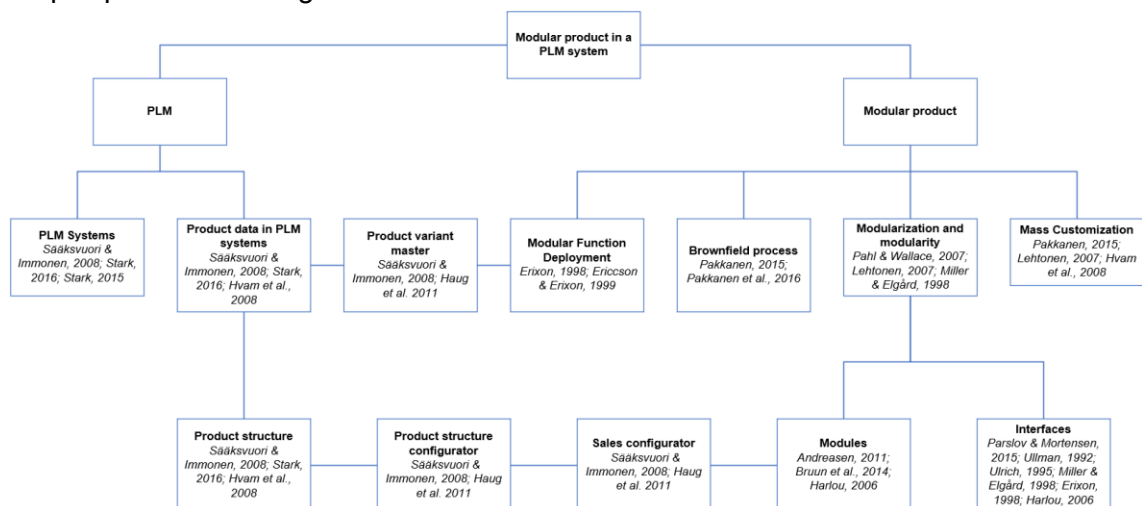 Modular product in a
PLM system
PLM
Modular product
PLM Systems
Sääksvuori &
Immonen, 2008; Stark,
2016; Stark, 2015
Product data in PLM
systems
Sääksvuori &
Immonen, 2008; Stark,
2016; Hvam et al.,
2008
Product variant
master
Sääksvuori &
Immonen, 2008; Haug
et al. 2011
Modular Function
Deployment
Erixon, 1998; Ericcson
& Erixon, 1999
Brownfield process
Pakkanen, 2015;
Pakkanen et al., 2016
Modularization and
modularity
Pahl & Wallace, 2007;
Lehtonen, 2007; Miller
& Elgård, 1998
Mass Customization
Pakkanen, 2015;
Lehtonen, 2007; Hvam
et al., 2008
Product structure
Sääksvuori &
Immonen, 2008; Stark,
2016; Hvam et al.,
2008
Product structure
configurator
Sääksvuori &
Immonen, 2008; Haug
et al. 2011
Sales configurator
Sääksvuori &
Immonen, 2008; Haug
et al. 2011
Modules
Andreasen, 2011;
Bruun et al., 2014;
Harlou, 2006
Interfaces
Parslov & Mortensen,
2015; Ullman, 1992;
Ulrich, 1995; Miller &
Elgård, 1998; Erixon,
1998; Harlou, 2006